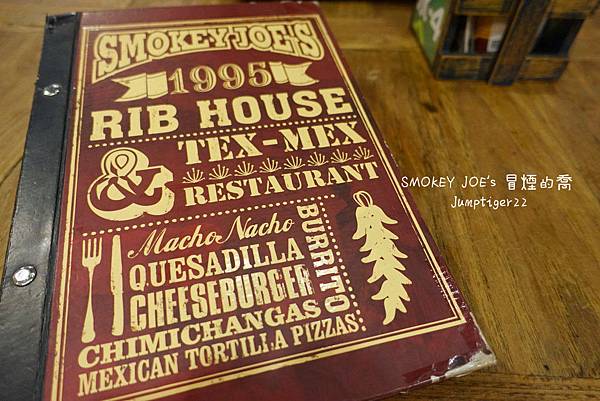 SMOKEY JOE'S
1995
RIB HOUSE
& TEX-MEX
RESTAURANT
Macho Nacho
QUESADILLA
CHEESEBURGER
BURRITO
CHIMICHANGAS
MEXICAN TORTILLA PIZZAS
SMOKEY JOE's 冒煙的喬
Jumptiger22